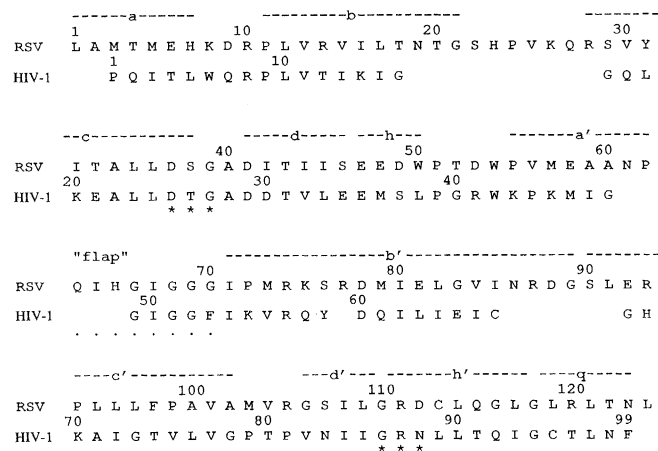 -----a----- ---------b--------- -------
1 10 20 30
RSV L A M T M E H K D R P L V R V I L T N T G S H P V K Q R S V Y
1 10
HIV-1 P Q I T L W Q R P L V T I K I G G Q L
--c-------- ------d----- ---h--- --------a'------
40 50 60
RSV I T A L L D S G A D I T I I S E E D W P T D W P V M E A A N P
20 30 40
HIV-1 K E A L L D T G A D D T V L E E M S L P G R W K P K M I G
* * *
"flap" -------------b'-------------- -------
70 80 90
RSV Q I H G I G G G I P M R K S R D M I E L G V I N R D G S L E R
50 60
HIV-1 G I G G F I K V R Q Y D Q I L I E I C G H
. . . . . . . .
----c'---------- ----d'-- -----h'----- ----q-----
100 110 120
RSV P L L L F P A V A M V R G S I L G R D C L Q G L G L R L T N L
70 80 90 99
HIV-1 K A I G T V L V G P T P V N I I G R N L L T Q I G C T L N F
* * *